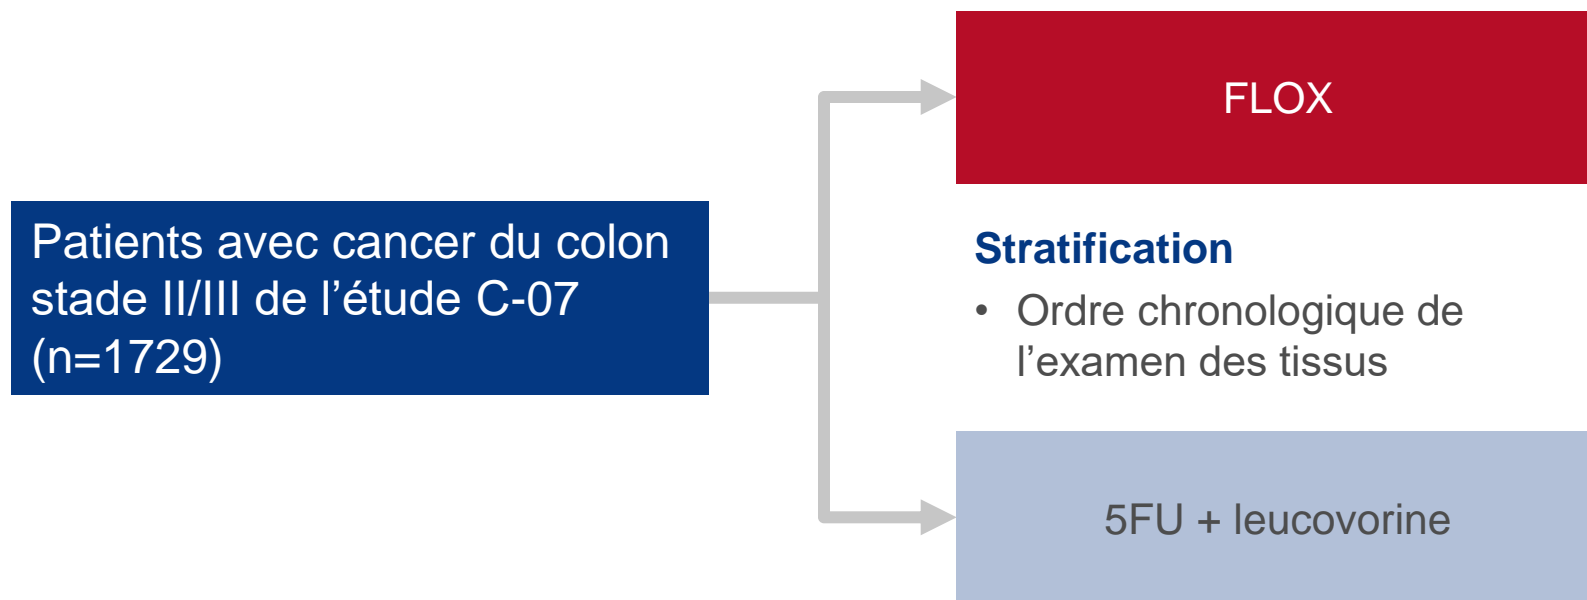 Patients avec cancer du colon
stade II/III de l’étude C-07
(n=1729)
FLOX
Stratification
• Ordre chronologique de
l’examen des tissus
5FU + leucovorine